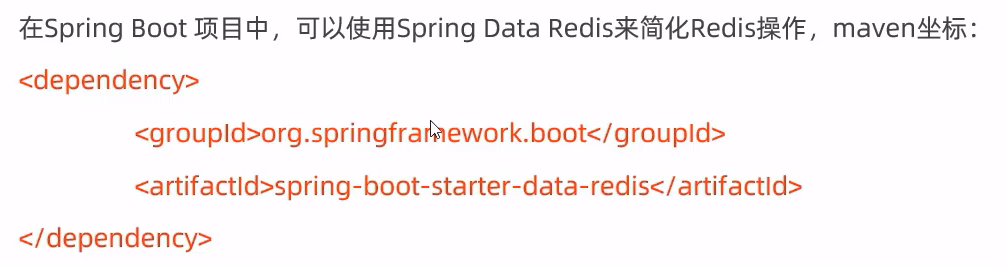 在Spring Boot 项目中，可以使用Spring Data Redis来简化Redis操作，maven坐标：
<dependency>
<groupId>org.springframework.boot</groupId>
<artifactId>spring-boot-starter-data-redis</artifactId>
</dependency>